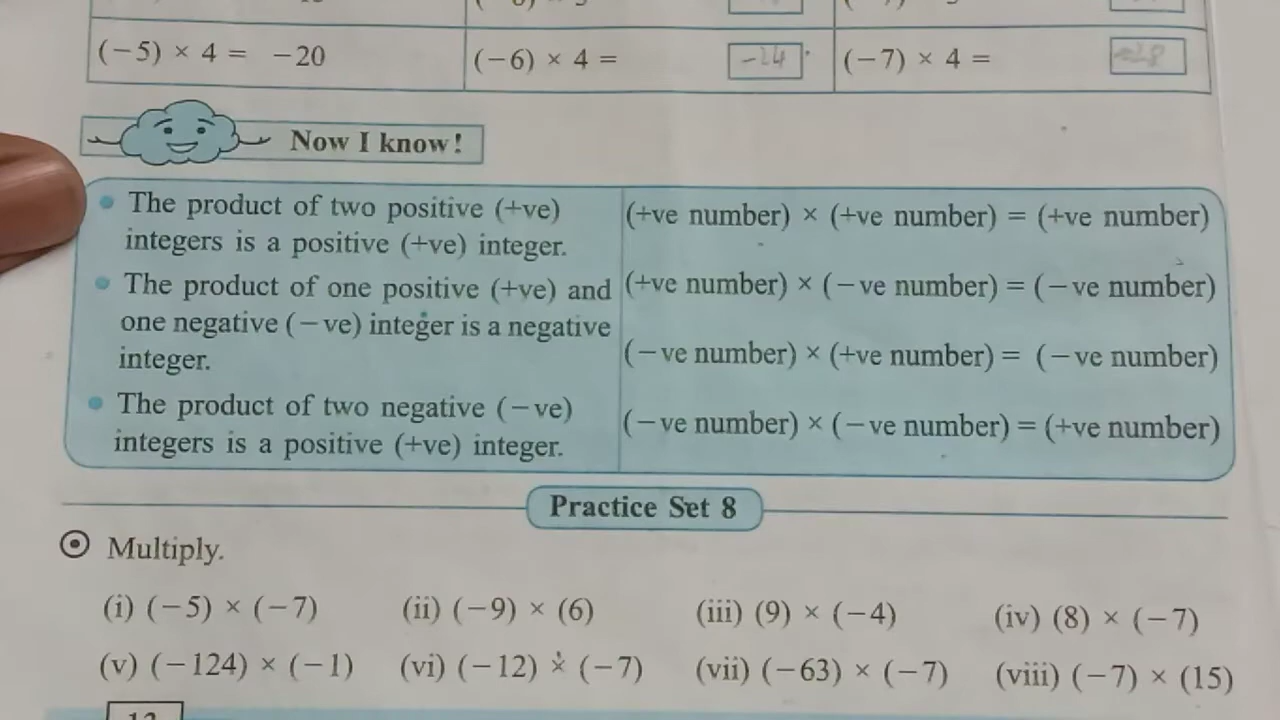 (−5) × 4 = −20 (−6) × 4 = -24 (−7) × 4 = -28
Now I know!
• The product of two positive (+ve) (+ve number) × (+ve number) = (+ve number)
integers is a positive (+ve) integer.
• The product of one positive (+ve) and (+ve number) × (−ve number) = (−ve number)
one negative (−ve) integer is a negative
integer. (−ve number) × (+ve number) = (−ve number)
• The product of two negative (−ve) (−ve number) × (−ve number) = (+ve number)
integers is a positive (+ve) integer.
Practice Set 8
Multiply.
(i) (−5) × (−7) (ii) (−9) × (6) (iii) (9) × (−4) (iv) (8) × (−7)
(v) (−124) × (−1) (vi) (−12) × (−7) (vii) (−63) × (−7) (viii) (−7) × (15)